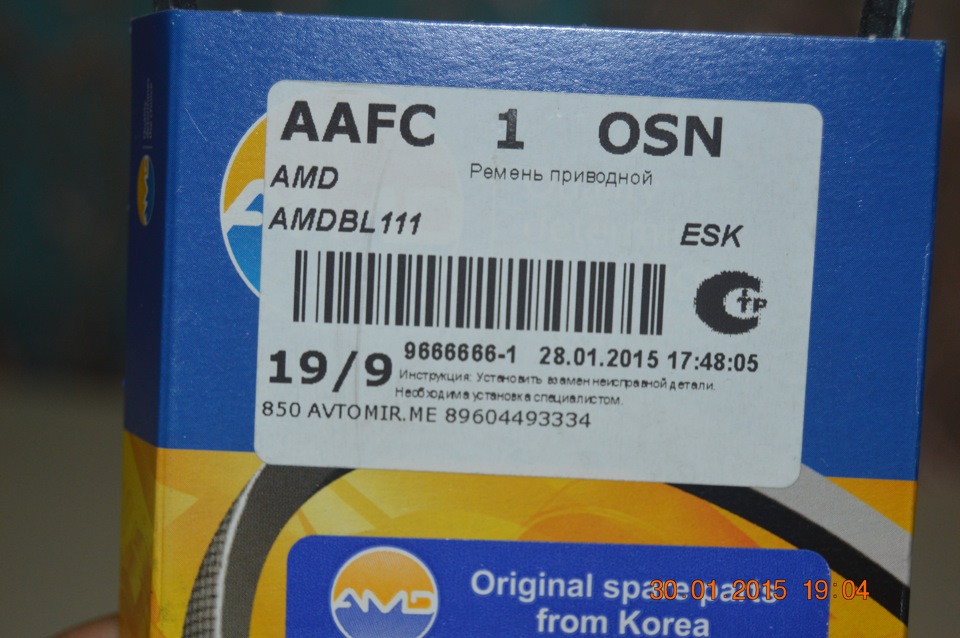 AAFC 1 OSN
AMD Ремень приводной
AMDBL111 ESK
9666666-1 28.01.2015 17:48:05
19/9 Инструкция: Установить взамен неисправной детали.
Необходима установка специалистом.
850 AVTOMIR.ME 89604493334
AMD Original spare parts
from Korea
30-01-2015 19:04